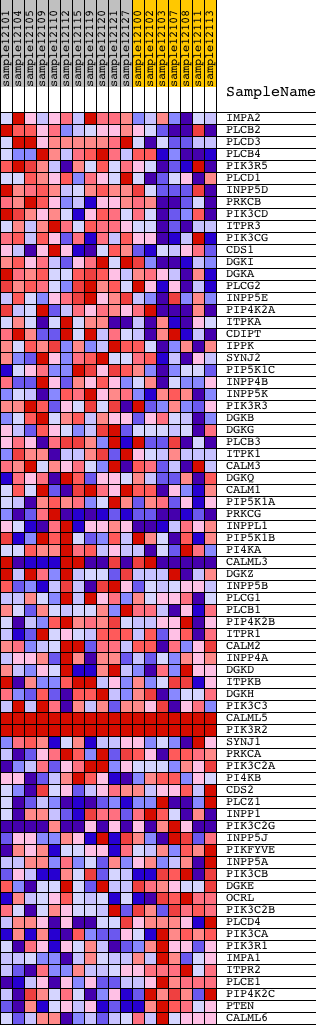 sample12101
sample12104
sample12105
sample12109
sample12110
sample12112
sample12115
sample12119
sample12120
sample12124
sample12127
sample12100
sample12102
sample12103
sample12107
sample12108
sample12111
sample12113
SampleName
IMPA2
PLCB2
PLCD3
PLCB4
PIK3R5
PLCD1
INPP5D
PRKCB
PIK3CD
ITPR3
PIK3CG
CDS1
DGKI
DGKA
PLCG2
INPP5E
PIP4K2A
ITPKA
CDIPT
IPPK
SYNJ2
PIP5K1C
INPP4B
INPP5K
PIK3R3
DGKB
DGKG
PLCB3
ITPK1
CALM3
DGKQ
CALM1
PIP5K1A
PRKCG
INPPL1
PIP5K1B
PI4KA
CALML3
DGKZ
INPP5B
PLCG1
PLCB1
PIP4K2B
ITPR1
CALM2
INPP4A
DGKD
ITPKB
DGKH
PIK3C3
CALML5
PIK3R2
SYNJ1
PRKCA
PIK3C2A
PI4KB
CDS2
PLCZ1
INPP1
PIK3C2G
INPP5J
PIKFYVE
INPP5A
PIK3CB
DGKE
OCRL
PIK3C2B
PLCD4
PIK3CA
PIK3R1
IMPA1
ITPR2
PLCE1
PIP4K2C
PTEN
CALML6